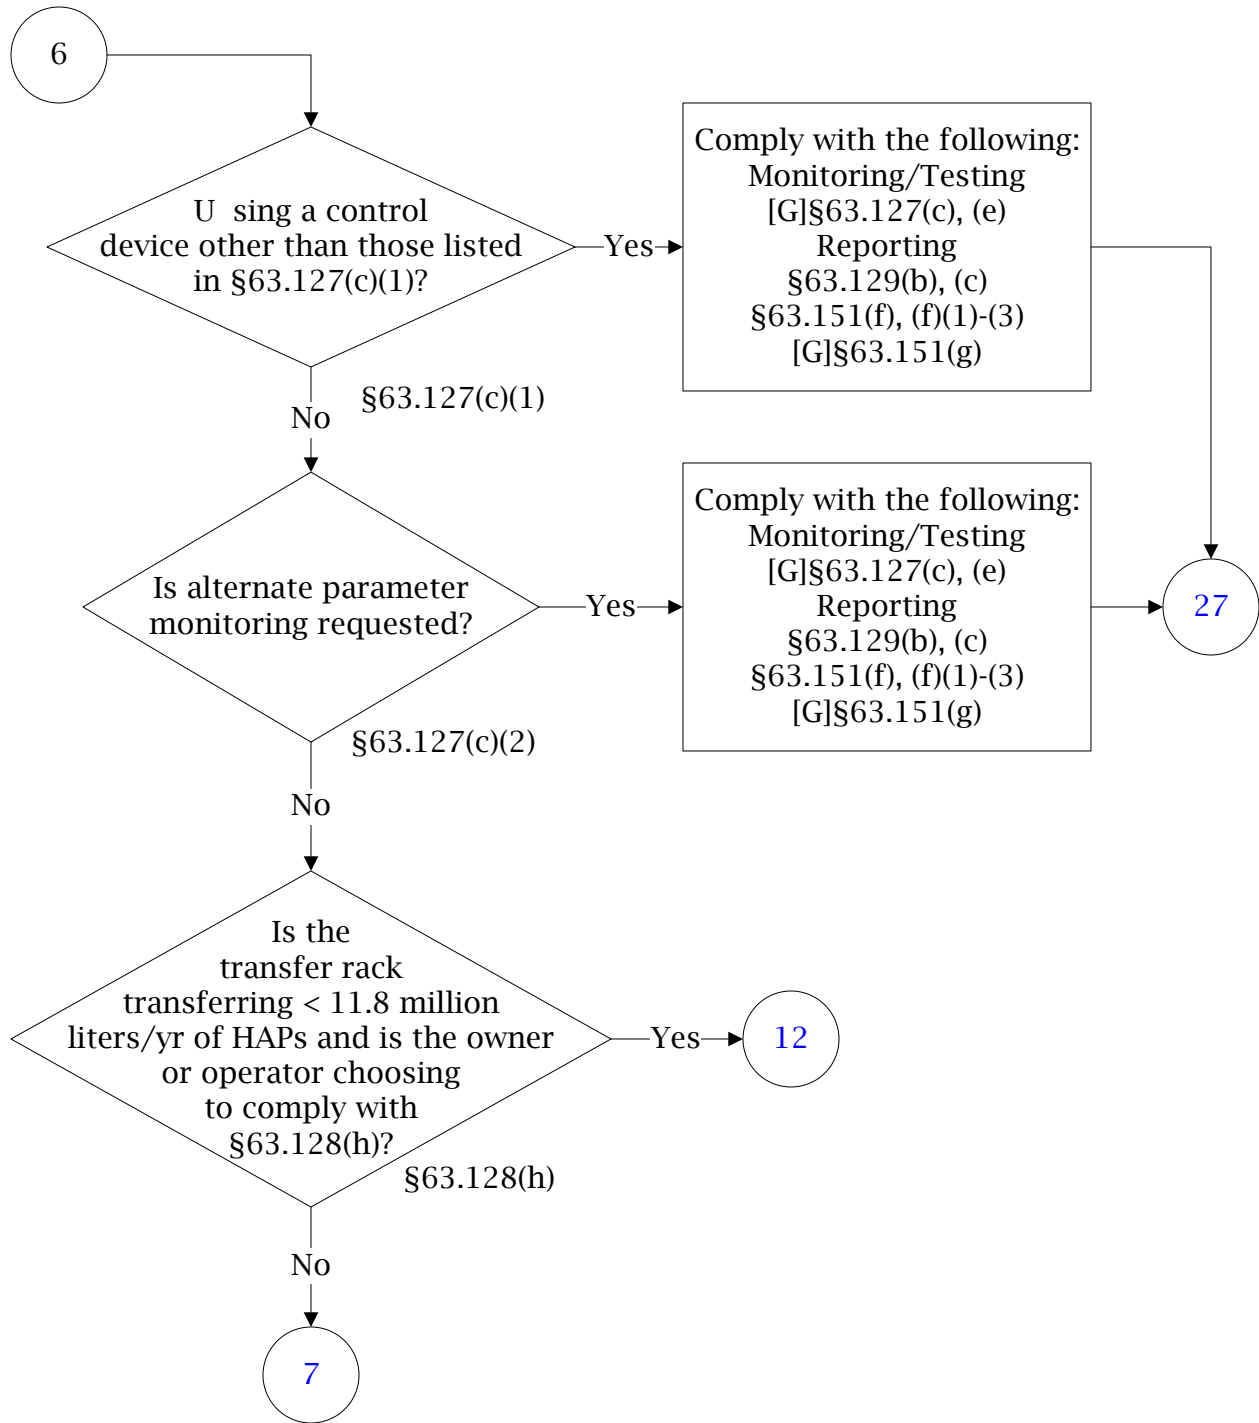 6
U sing a control
device other than those listed
in §63.127(c)(1)?
Yes
Comply with the following:
Monitoring/Testing
[G]§63.127(c), (e)
Reporting
§63.129(b), (c)
§63.151(f), (f)(1)-(3)
[G]§63.151(g)
§63.127(c)(1)
No
Is alternate parameter
monitoring requested?
Yes
Comply with the following:
Monitoring/Testing
[G]§63.127(c), (e)
Reporting
§63.129(b), (c)
§63.151(f), (f)(1)-(3)
[G]§63.151(g)
27
§63.127(c)(2)
No
Is the
transfer rack
transferring < 11.8 million
liters/yr of HAPs and is the owner
or operator choosing
to comply with
§63.128(h)?
Yes
12
§63.128(h)
No
7